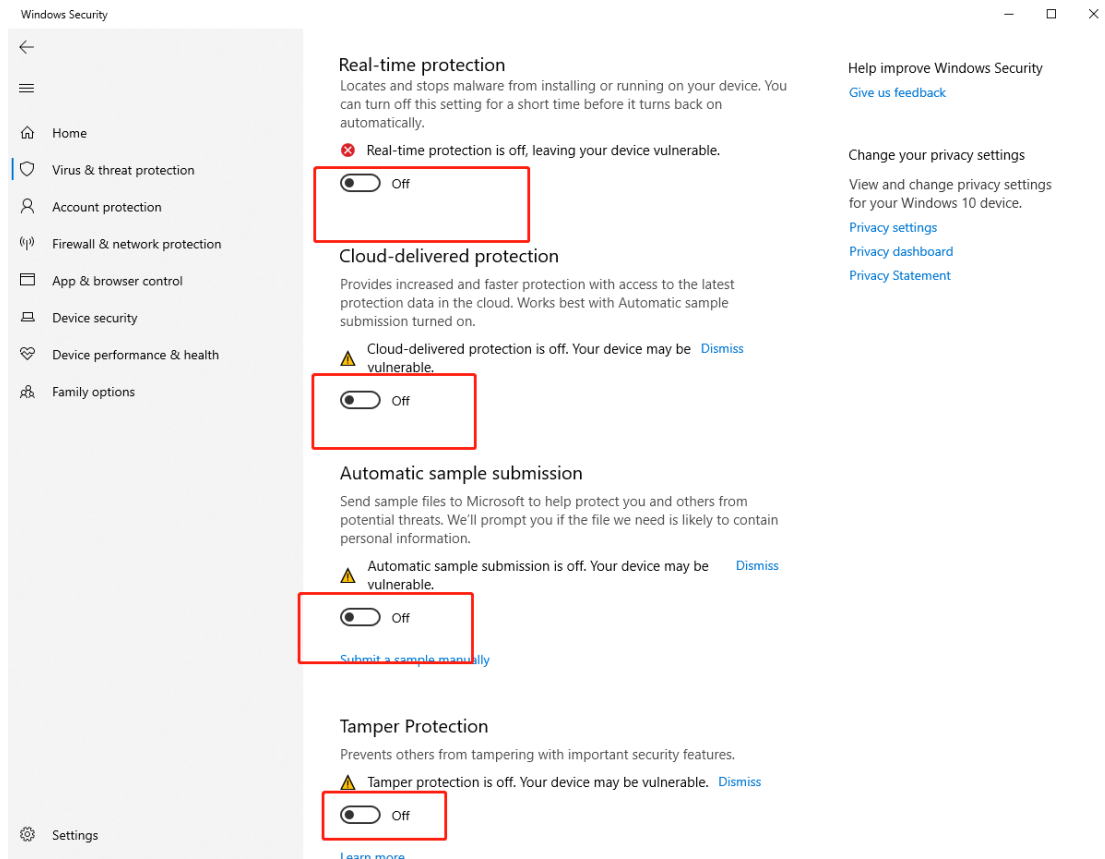 Windows Security
Home
Virus & threat protection
Account protection
Firewall & network protection
App & browser control
Device security
Device performance & health
Family options
Settings
Real-time protection
Locates and stops malware from installing or running on your device. You
can turn off this setting for a short time before it turns back on
automatically.
Real-time protection is off, leaving your device vulnerable.
Off
Cloud-delivered protection
Provides increased and faster protection with access to the latest
protection data in the cloud. Works best with Automatic sample
submission turned on.
Cloud-delivered protection is off. Your device may be Dismiss
vulnerable.
Off
Automatic sample submission
Send sample files to Microsoft to help protect you and others from
potential threats. We'll prompt you if the file we need is likely to contain
personal information.
Automatic sample submission is off. Your device may be Dismiss
vulnerable.
Off
Submit a sample manually
Tamper Protection
Prevents others from tampering with important security features.
Tamper protection is off. Your device may be vulnerable. Dismiss
Off
Learn more
Help improve Windows Security
Give us feedback
Change your privacy settings
View and change privacy settings
for your Windows 10 device.
Privacy settings
Privacy dashboard
Privacy Statement